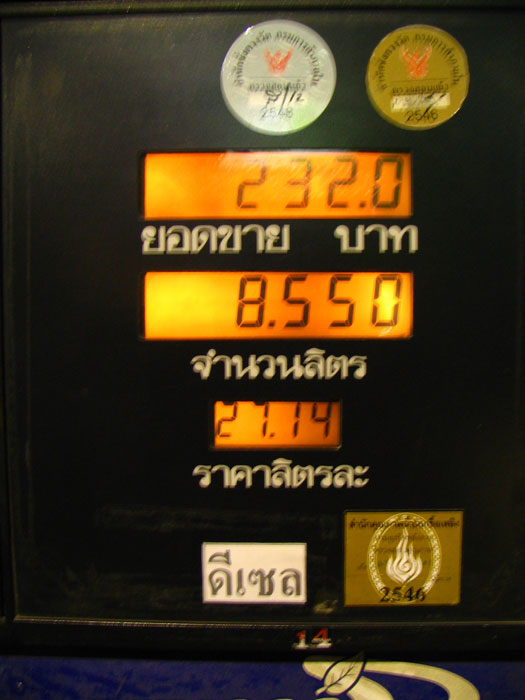 2548
2546
232.0
ยอดขาย บาท
8.550
จำนวนลิตร
27.14
ราคาลิตรละ
ดีเซล
2546
14